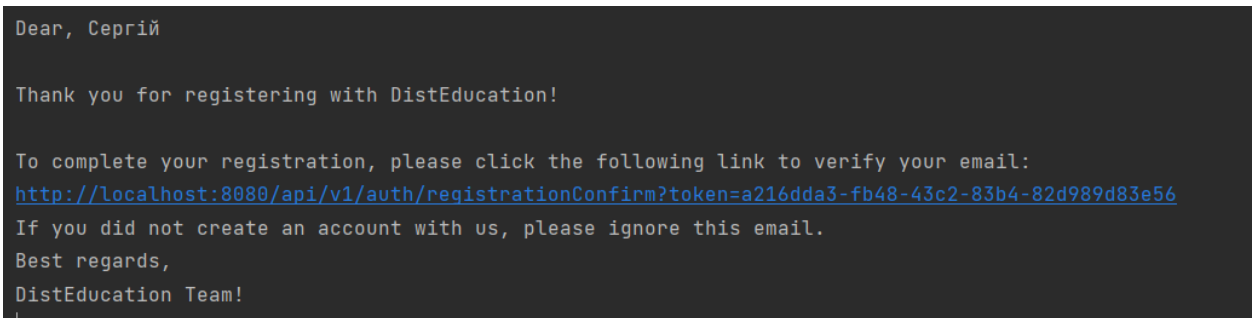 Dear, Сергій
Thank you for registering with DistEducation!
To complete your registration, please click the following link to verify your email:
http://localhost:8080/api/v1/auth/registrationConfirm?token=a216dda3-fb48-43c2-83b4-82d989d83e56
If you did not create an account with us, please ignore this email.
Best regards,
DistEducation Team!